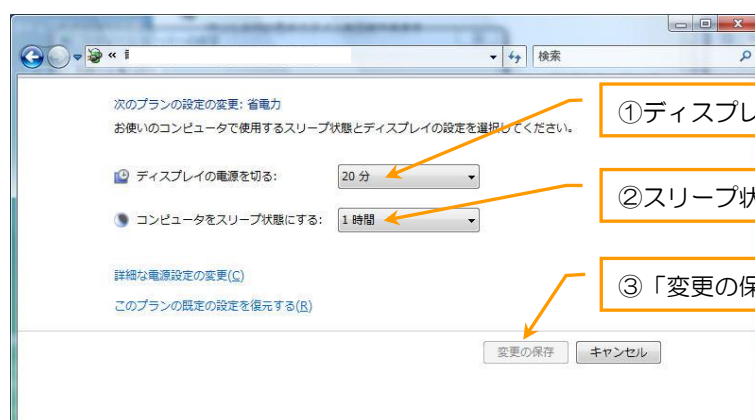 «
検索
次のプランの設定の変更: 省電力
お使いのコンピュータで使用するスリープ状態とディスプレイの設定を選択してください。
①ディスプレ
ディスプレイの電源を切る:
20 分
②スリープ状
コンピュータをスリープ状態にする:
1 時間
詳細な電源設定の変更(C)
③「変更の保
このプランの既定の設定を復元する(R)
変更の保存
キャンセル